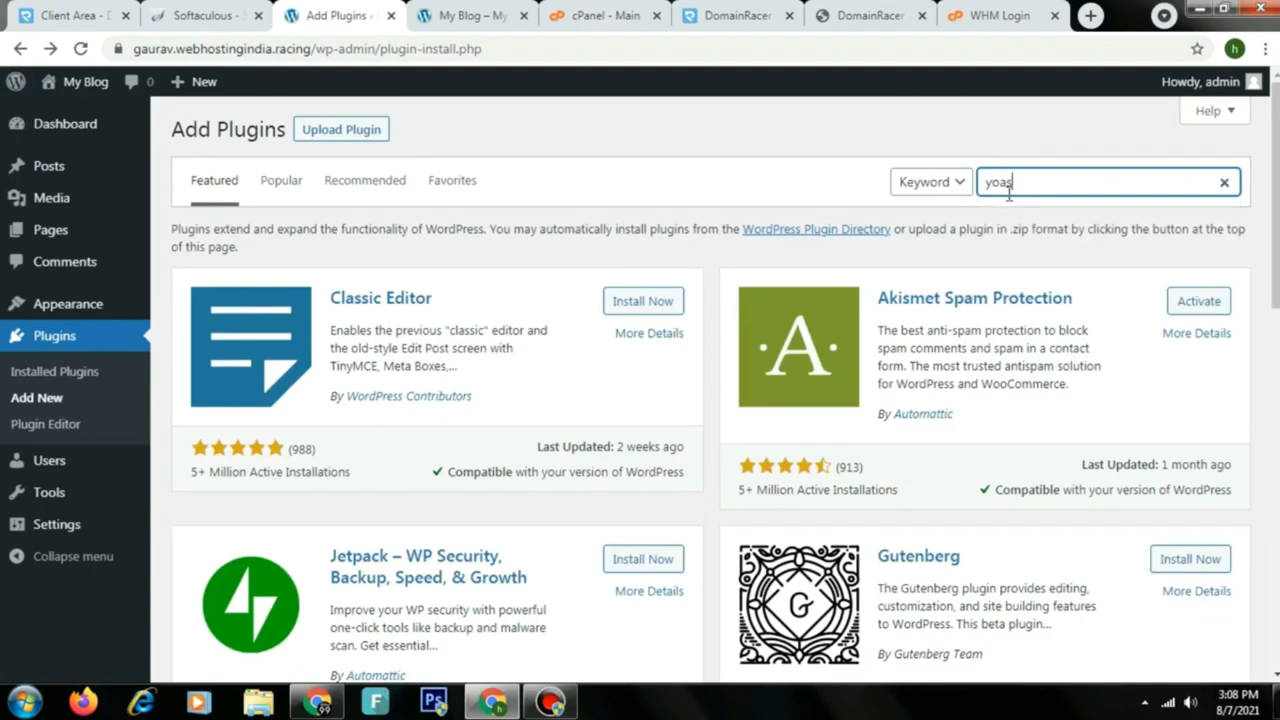 Client Area - D
Softaculous - S
Add Plugins ‹
My Blog – My
cPanel - Main
DomainRacer
DomainRacer
WHM Login
gaurav.webhostingindia.racing/wp-admin/plugin-install.php
h
My Blog 0 New
Howdy, admin
Dashboard
Posts
Media
Pages
Comments
Appearance
Plugins
Installed Plugins
Add New
Plugin Editor
Users
Tools
Settings
Collapse menu
Help
Add Plugins Upload Plugin
Featured Popular Recommended Favorites
Keyword yoas
Plugins extend and expand the functionality of WordPress. You may automatically install plugins from the WordPress Plugin Directory or upload a plugin in .zip format by clicking the button at the top
of this page.
Classic Editor
Install Now
More Details
Enables the previous "classic" editor and
the old-style Edit Post screen with
TinyMCE, Meta Boxes,...
By WordPress Contributors
(988)
Last Updated: 2 weeks ago
5+ Million Active Installations
Compatible with your version of WordPress
A
Akismet Spam Protection
Activate
More Details
The best anti-spam protection to block
spam comments and spam in a contact
form. The most trusted antispam solution
for WordPress and WooCommerce.
By Automattic
(913)
Last Updated: 1 month ago
5+ Million Active Installations
Compatible with your version of WordPress
Jetpack – WP Security,
Backup, Speed, & Growth
Install Now
More Details
Improve your WP security with powerful
one-click tools like backup and malware
scan. Get essential...
By Automattic
G
Gutenberg
Install Now
More Details
The Gutenberg plugin provides editing,
customization, and site building features
to WordPress. This beta plugin...
By Gutenberg Team
99
F
Ps
h
3:08 PM
8/7/2021